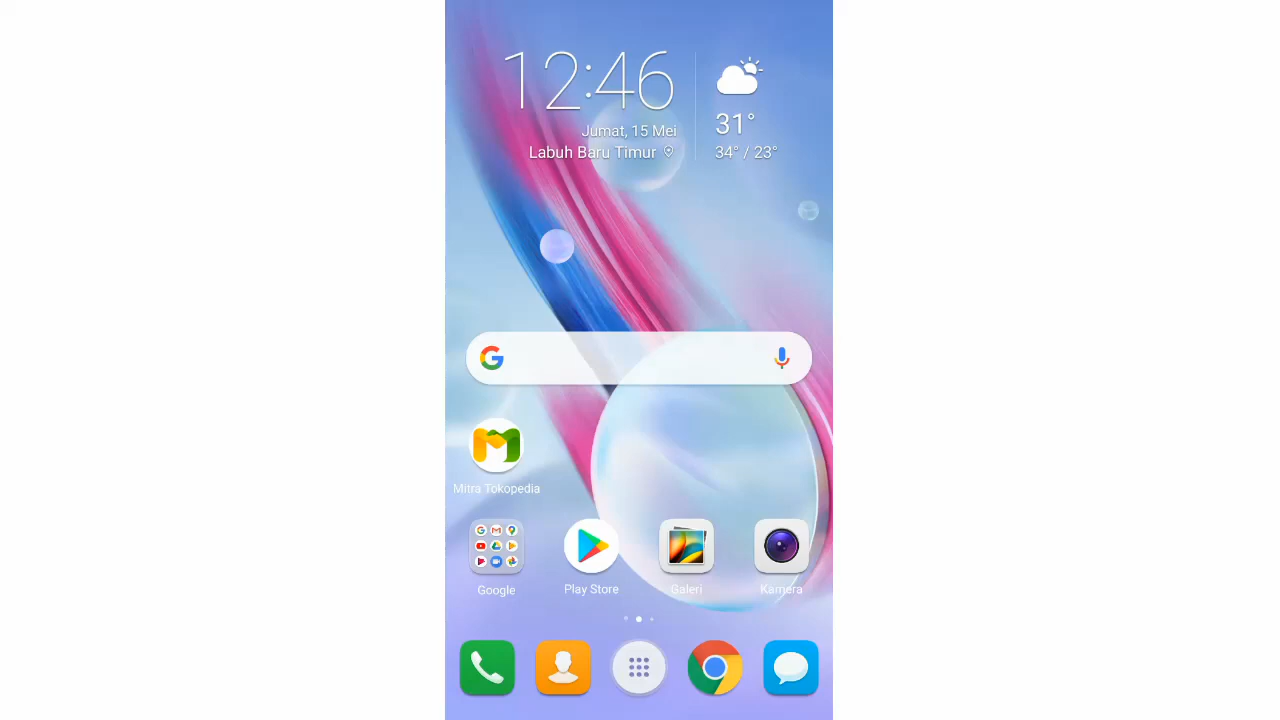 12:46
Jumat, 15 Mei
Labuh Baru Timur
31°
34° / 23°
Mitra Tokopedia
Google
Play Store
Galeri
Kamera